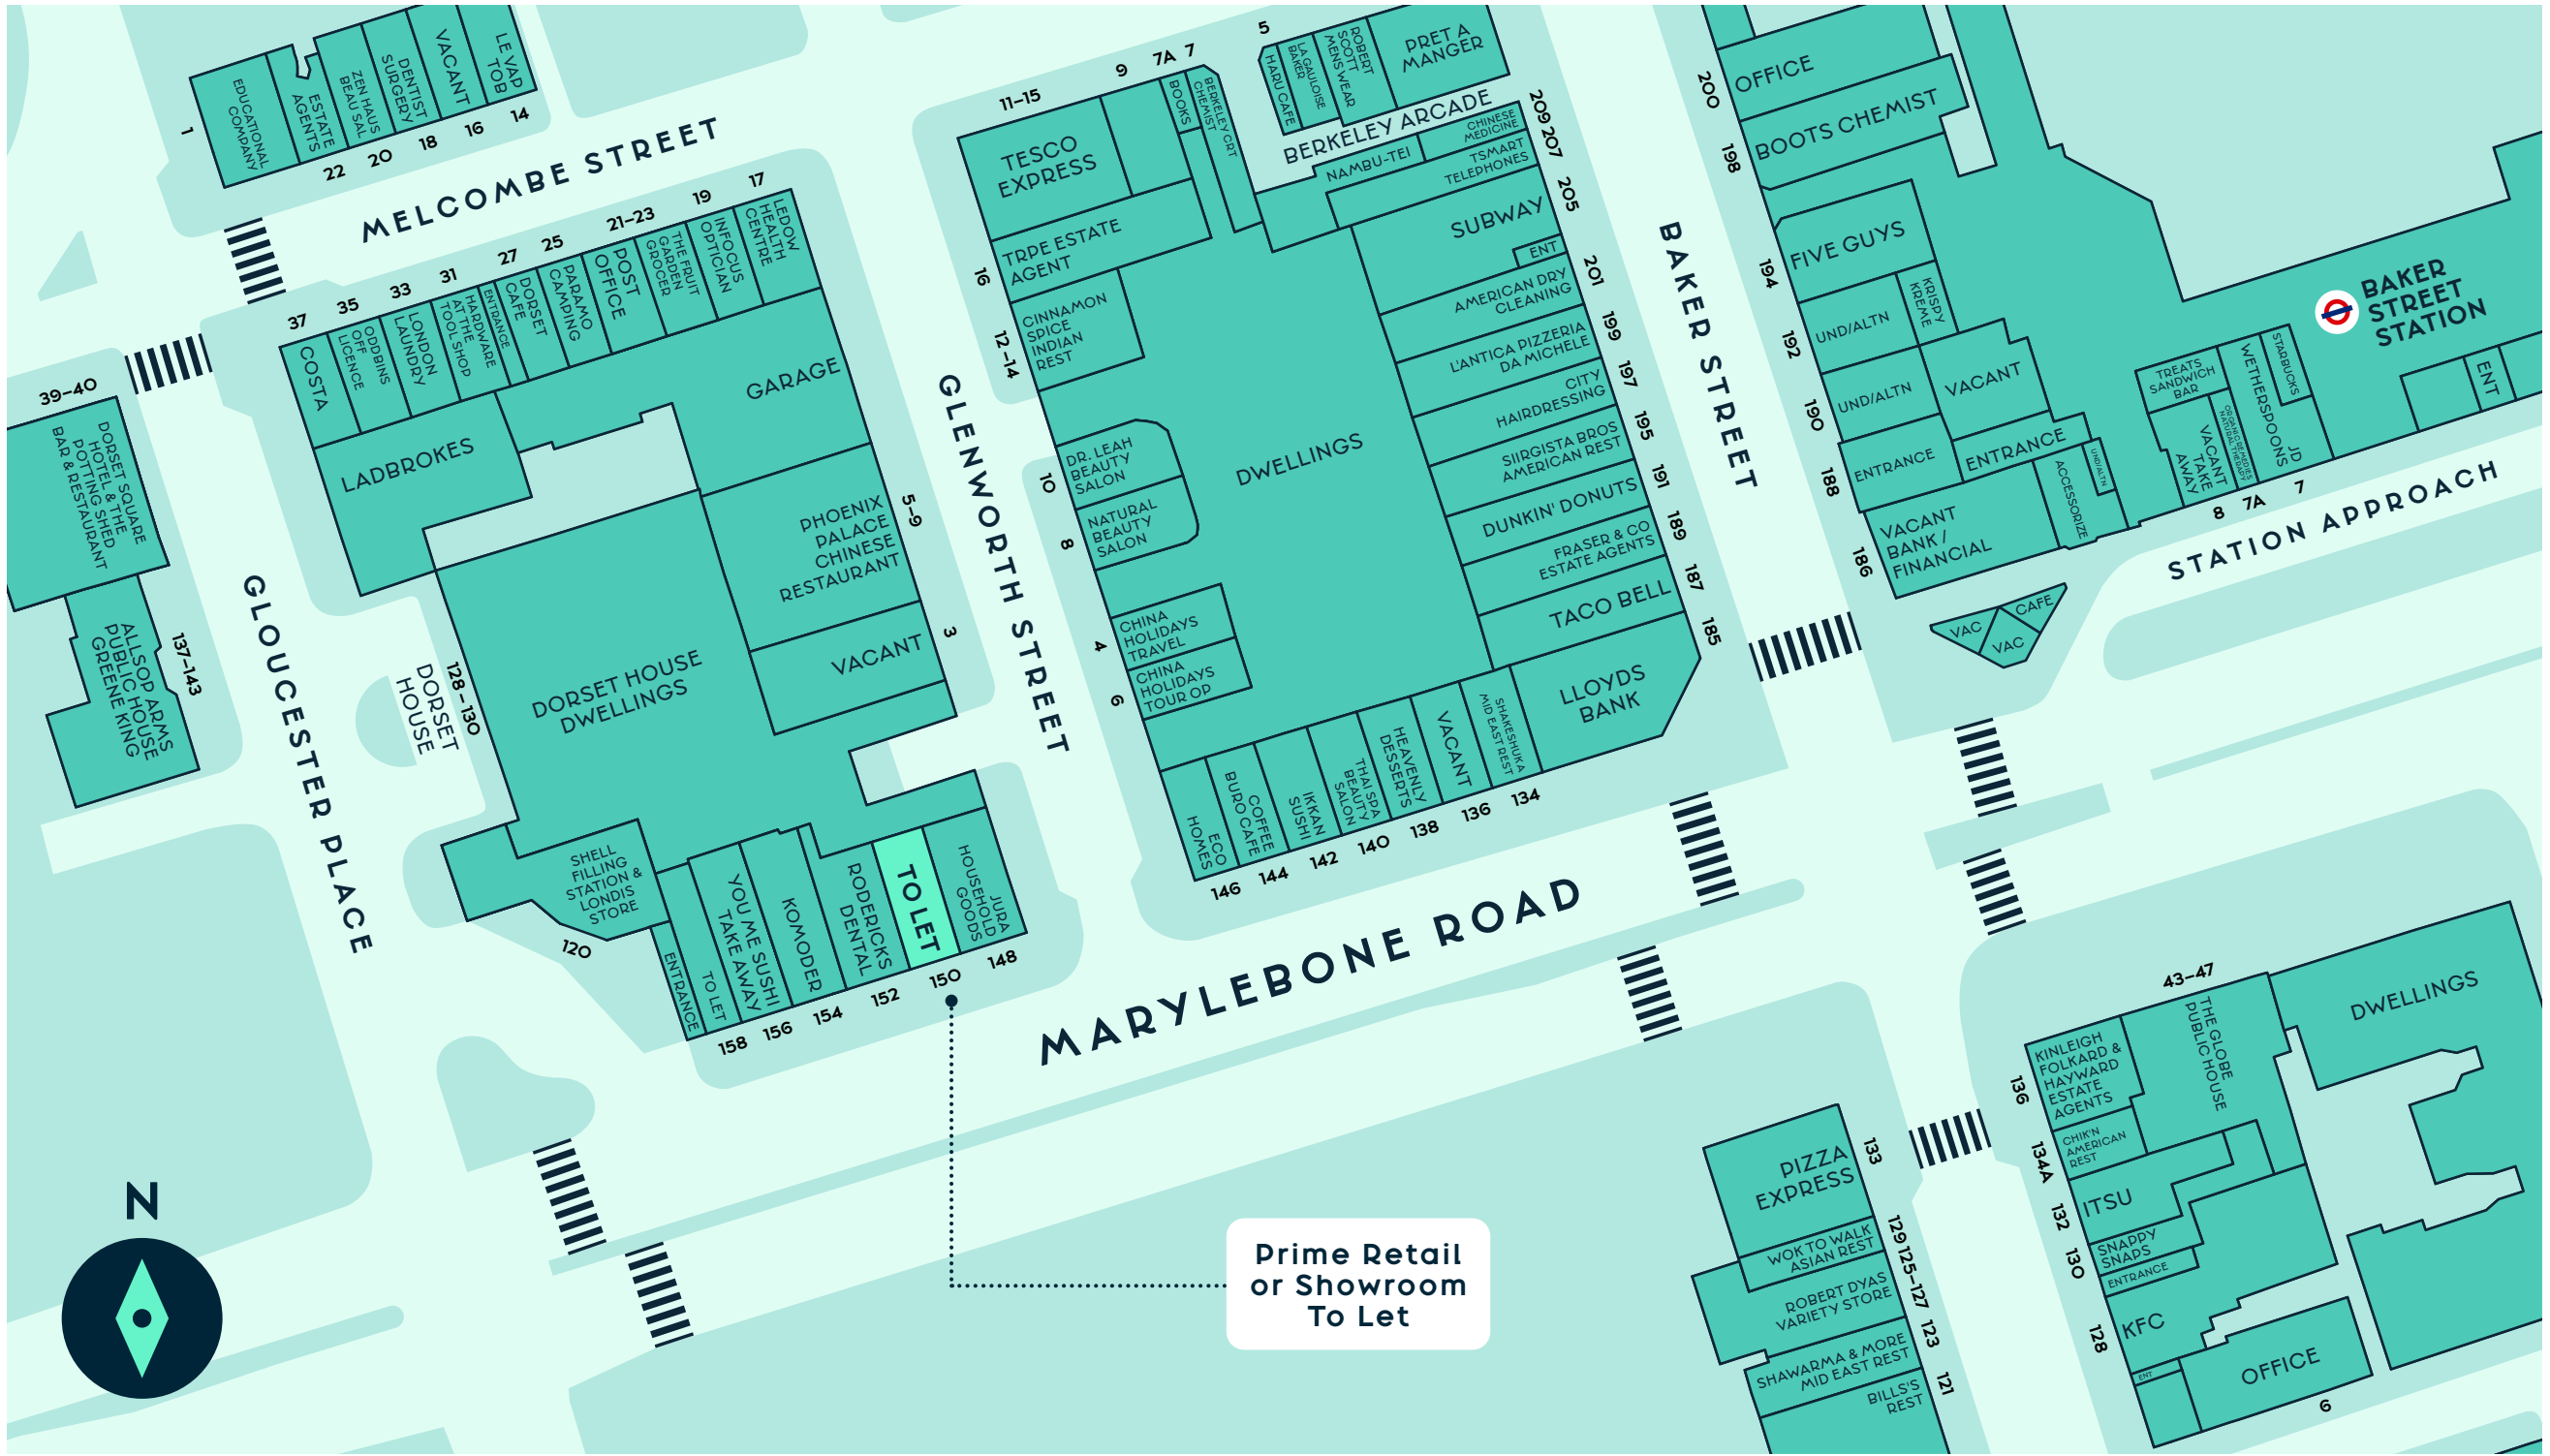 1
EDUCATIONAL
COMPANY
ESTATE
AGENTS
22
ZEN HAUS
BEAU SAL
20
DENTIST
SURGERY
18
VACANT
16
LE VAP
TOB
14
MELCOMBE STREET
37
COSTA
35
ODDBINS
OFF
LICENCE
33
LONDON
LAUNDRY
31
HARDWARE
AT THE
TOOL SHOP
ENTRANCE
27
DORSET
CAFE
25
PARAMO
CAMPING
21–23
POST
OFFICE
THE FRUIT
GARDEN
GROCER
19
INFOCUS
OPTICIAN
17
LEDOW
HEALTH
CENTRE
LADBROKES
GARAGE
PHOENIX
PALACE
CHINESE
RESTAURANT
5–9
VACANT
3
DORSET HOUSE
DWELLINGS
128–130
DORSET
HOUSE
39–40
DORSET SQUARE
HOTEL & THE
POTTING SHED
BAR & RESTAURANT
ALLSOP ARMS
PUBLIC HOUSE
GREENE KING
137–143
GLOUCESTER PLACE
SHELL
FILLING
STATION &
LONDIS
STORE
120
ENTRANCE
TO LET
158
YOU ME SUSHI
TAKE AWAY
156
KOMODER
154
RODERICKS
DENTAL
152
TO LET
150
JURA
HOUSEHOLD
GOODS
148
GLENWORTH STREET
11–15
TESCO
EXPRESS
9
7A
BOOKS
7
BERKELEY CRT
CHEMIST
5
HARU CAFE
LA GAULOISE
BAKER
ROBERT
SCOTT
MENS WEAR
PRET A
MANGER
BERKELEY ARCADE
NAMBU-TEI
CHINESE
MEDICINE
209
TSMART
TELEPHONES
207
SUBWAY
205
ENT
AMERICAN DRY
CLEANING
201
L'ANTICA PIZZERIA
DA MICHELE
199
CITY
HAIRDRESSING
197
SIIRGISTA BROS
AMERICAN REST
195
DUNKIN' DONUTS
191
FRASER & CO
ESTATE AGENTS
189
TACO BELL
187
LLOYDS
BANK
185
TRPE ESTATE
AGENT
16
CINNAMON
SPICE
INDIAN
REST
12–14
DWELLINGS
DR. LEAH
BEAUTY
SALON
10
NATURAL
BEAUTY
SALON
8
CHINA
HOLIDAYS
TRAVEL
4
CHINA
HOLIDAYS
TOUR OP
6
ECO
HOMES
146
COFFEE
BURO CAFE
144
IKKAN
SUSHI
142
THAI SPA
BEAUTY
SALON
140
HEAVENLY
DESSERTS
138
VACANT
136
SHAKESHUKA
MID EAST REST
134
MARYLEBONE ROAD
BAKER STREET
OFFICE
200
BOOTS CHEMIST
198
FIVE GUYS
194
UND/ALTN
KRISPY
KREME
192
UND/ALTN
VACANT
190
ENTRANCE
ENTRANCE
188
VACANT
BANK /
FINANCIAL
186
ACCESSORIZE
UND/ALTN
BAKER
STREET
STATION
TREATS
SANDWICH
BAR
VACANT
TAKE
AWAY
8
ORGANIC REMEDIES
NATURAL THERAPY
7A
JD
WETHERSPOONS
7
STARBUCKS
ENT
STATION APPROACH
VAC
VAC
CAFE
43–47
THE GLOBE
PUBLIC HOUSE
DWELLINGS
KINLEIGH
FOLKARD &
HAYWARD
ESTATE
AGENTS
136
CHIK'N
AMERICAN
REST
134A
ITSU
132
SNAPPY
SNAPS
130
ENTRANCE
KFC
128
ENT
OFFICE
6
PIZZA
EXPRESS
133
WOK TO WALK
ASIAN REST
129
ROBERT DYAS
VARIETY STORE
125–127
SHAWARMA & MORE
MID EAST REST
123
BILLS'S
REST
121
Prime Retail
or Showroom
To Let
N